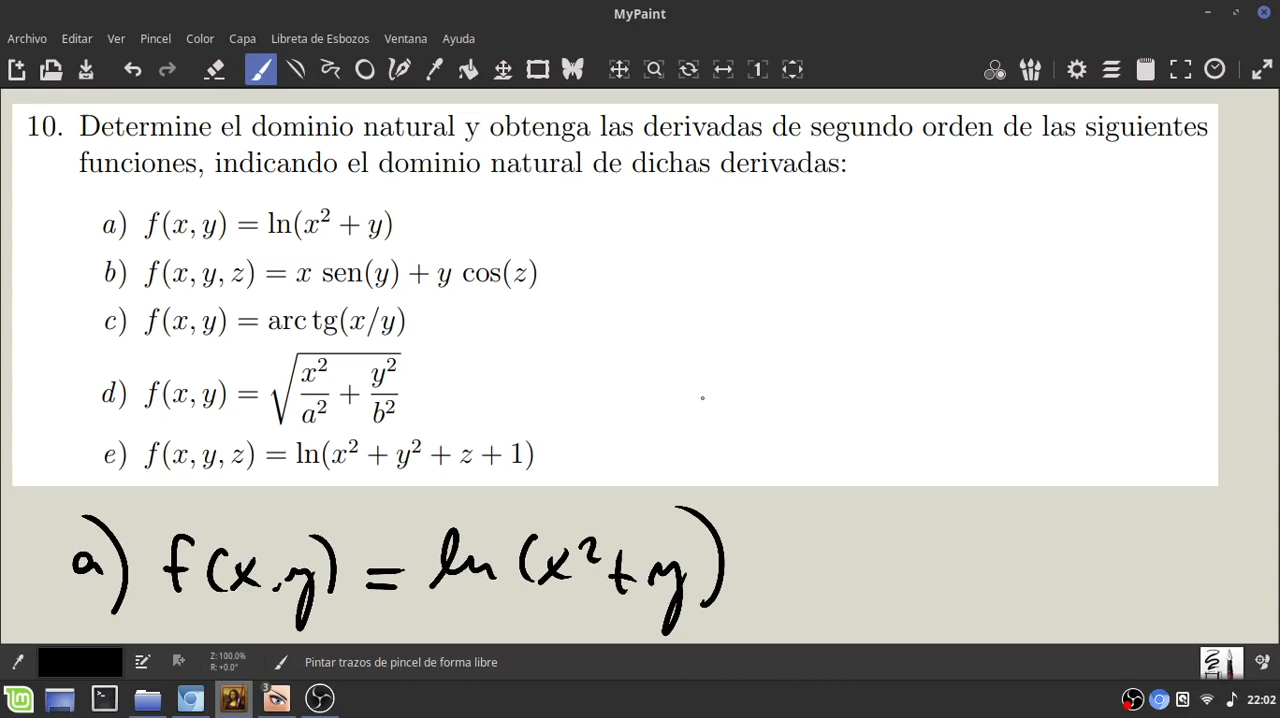 MyPaint
Archivo Editar Ver Pincel Color Capa Libreta de Esbozos Ventana Ayuda
10. Determine el dominio natural y obtenga las derivadas de segundo orden de las siguientes
funciones, indicando el dominio natural de dichas derivadas:
a) f(x, y) = ln(x² + y)
b) f(x, y, z) = x sen(y) + y cos(z)
c) f(x, y) = arc tg(x/y)
d) f(x, y) = √(x²/a² + y²/b²)
e) f(x, y, z) = ln(x² + y² + z + 1)
a) f(x,y) = ln(x²+y)
Z: 100.0%
R: +0.0°
Pintar trazos de pincel de forma libre
3
22:02